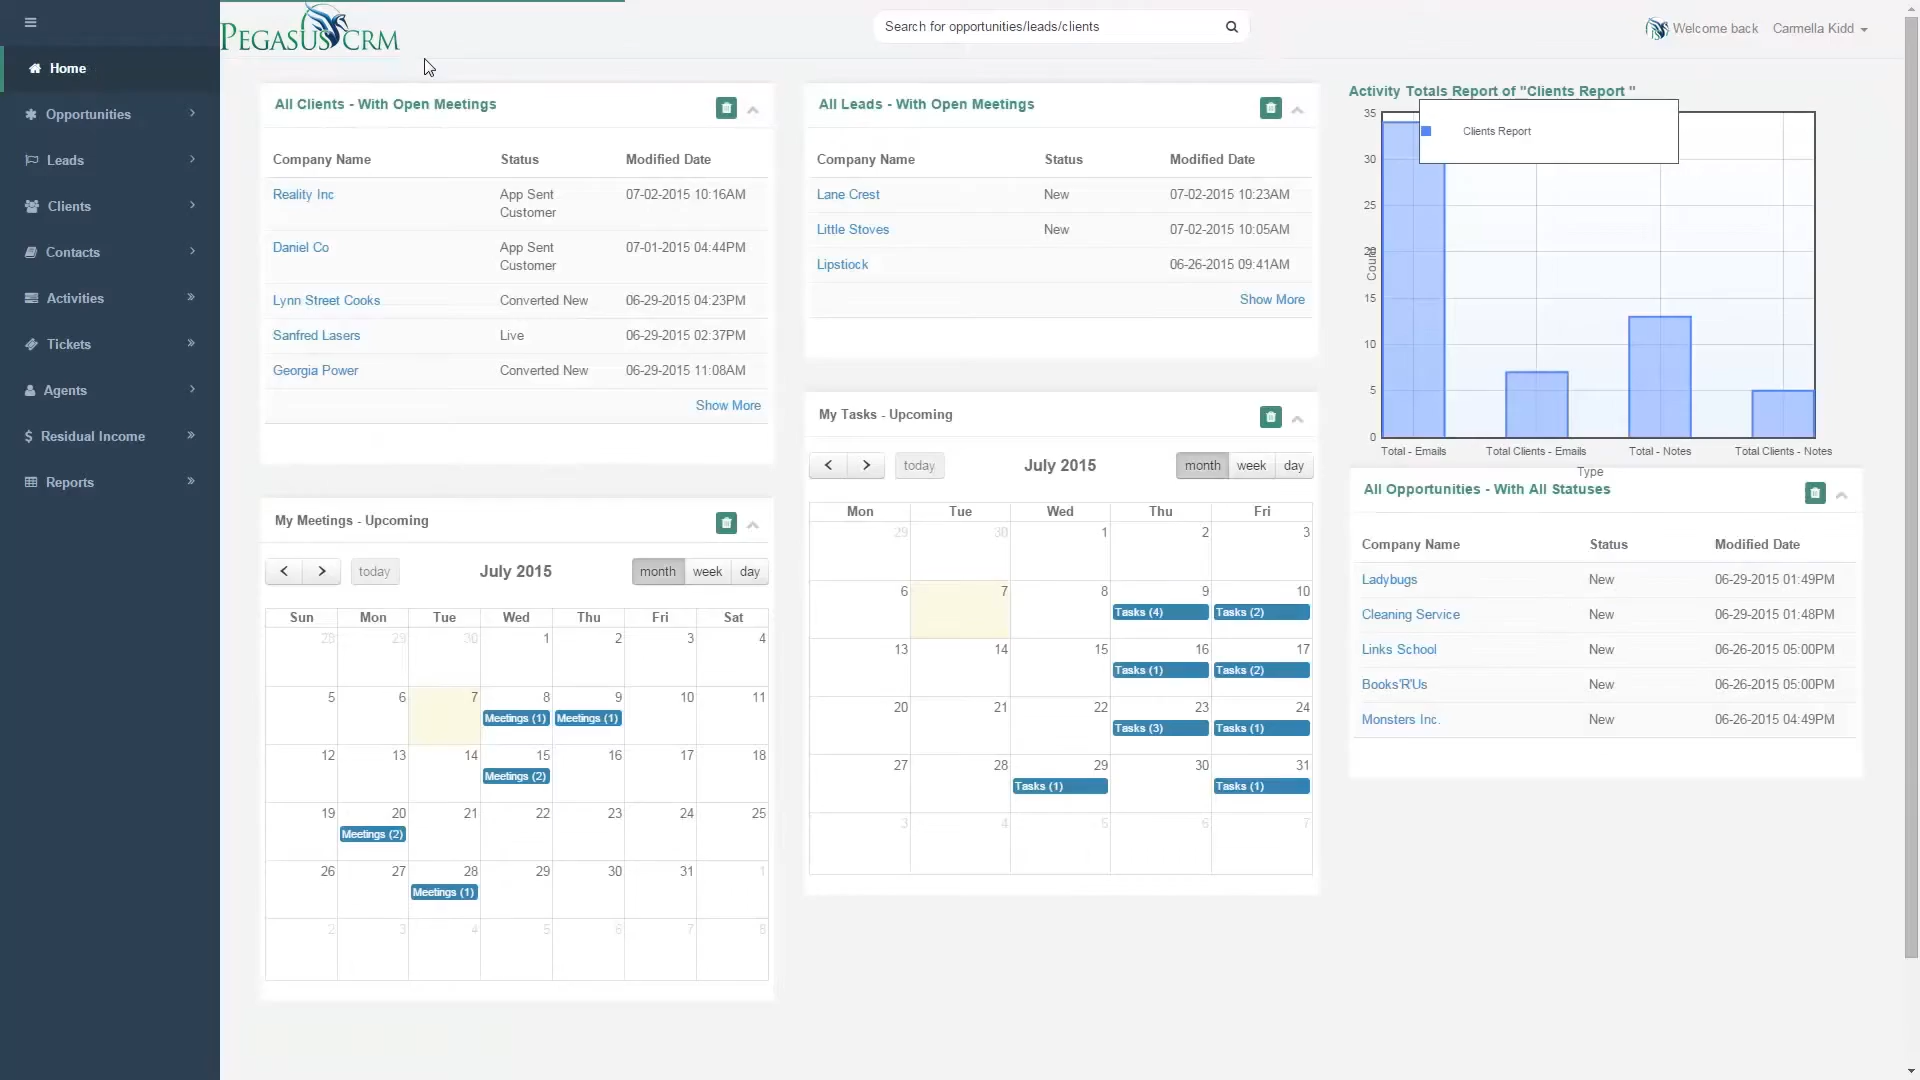 PEGASUS CRM
Search for opportunities/leads/clients
Welcome back Carmella Kidd
Home
Opportunities
Leads
Clients
Contacts
Activities
Tickets
Agents
$ Residual Income
Reports
All Clients - With Open Meetings
Company Name Status Modified Date
Reality Inc App Sent 07-02-2015 10:16AM
Customer
Daniel Co App Sent 07-01-2015 04:44PM
Customer
Lynn Street Cooks Converted New 06-29-2015 04:23PM
Sanfred Lasers Live 06-29-2015 02:37PM
Georgia Power Converted New 06-29-2015 11:08AM
Show More
My Meetings - Upcoming
today July 2015 month week day
Sun Mon Tue Wed Thu Fri Sat
28 29 30 1 2 3 4
5 6 7 8 9 10 11
Meetings (1) Meetings (1)
12 13 14 15 16 17 18
Meetings (2)
19 20 21 22 23 24 25
Meetings (2)
26 27 28 29 30 31 1
Meetings (1)
2 3 4 5 6 7 8
All Leads - With Open Meetings
Company Name Status Modified Date
Lane Crest New 07-02-2015 10:23AM
Little Stoves New 07-02-2015 10:05AM
Lipstiock 06-26-2015 09:41AM
Show More
My Tasks - Upcoming
today July 2015 month week day
Mon Tue Wed Thu Fri
29 30 1 2 3
6 7 8 9 10
Tasks (4) Tasks (2)
13 14 15 16 17
Tasks (1) Tasks (2)
20 21 22 23 24
Tasks (3) Tasks (1)
27 28 29 30 31
Tasks (1) Tasks (1)
3 4 5 6 7
Activity Totals Report of "Clients Report "
Clients Report
35
30
25
20
15
10
5
0
Count
Total - Emails Total Clients - Emails Total - Notes Total Clients - Notes
Type
All Opportunities - With All Statuses
Company Name Status Modified Date
Ladybugs New 06-29-2015 01:49PM
Cleaning Service New 06-29-2015 01:48PM
Links School New 06-26-2015 05:00PM
Books'R'Us New 06-26-2015 05:00PM
Monsters Inc. New 06-26-2015 04:49PM